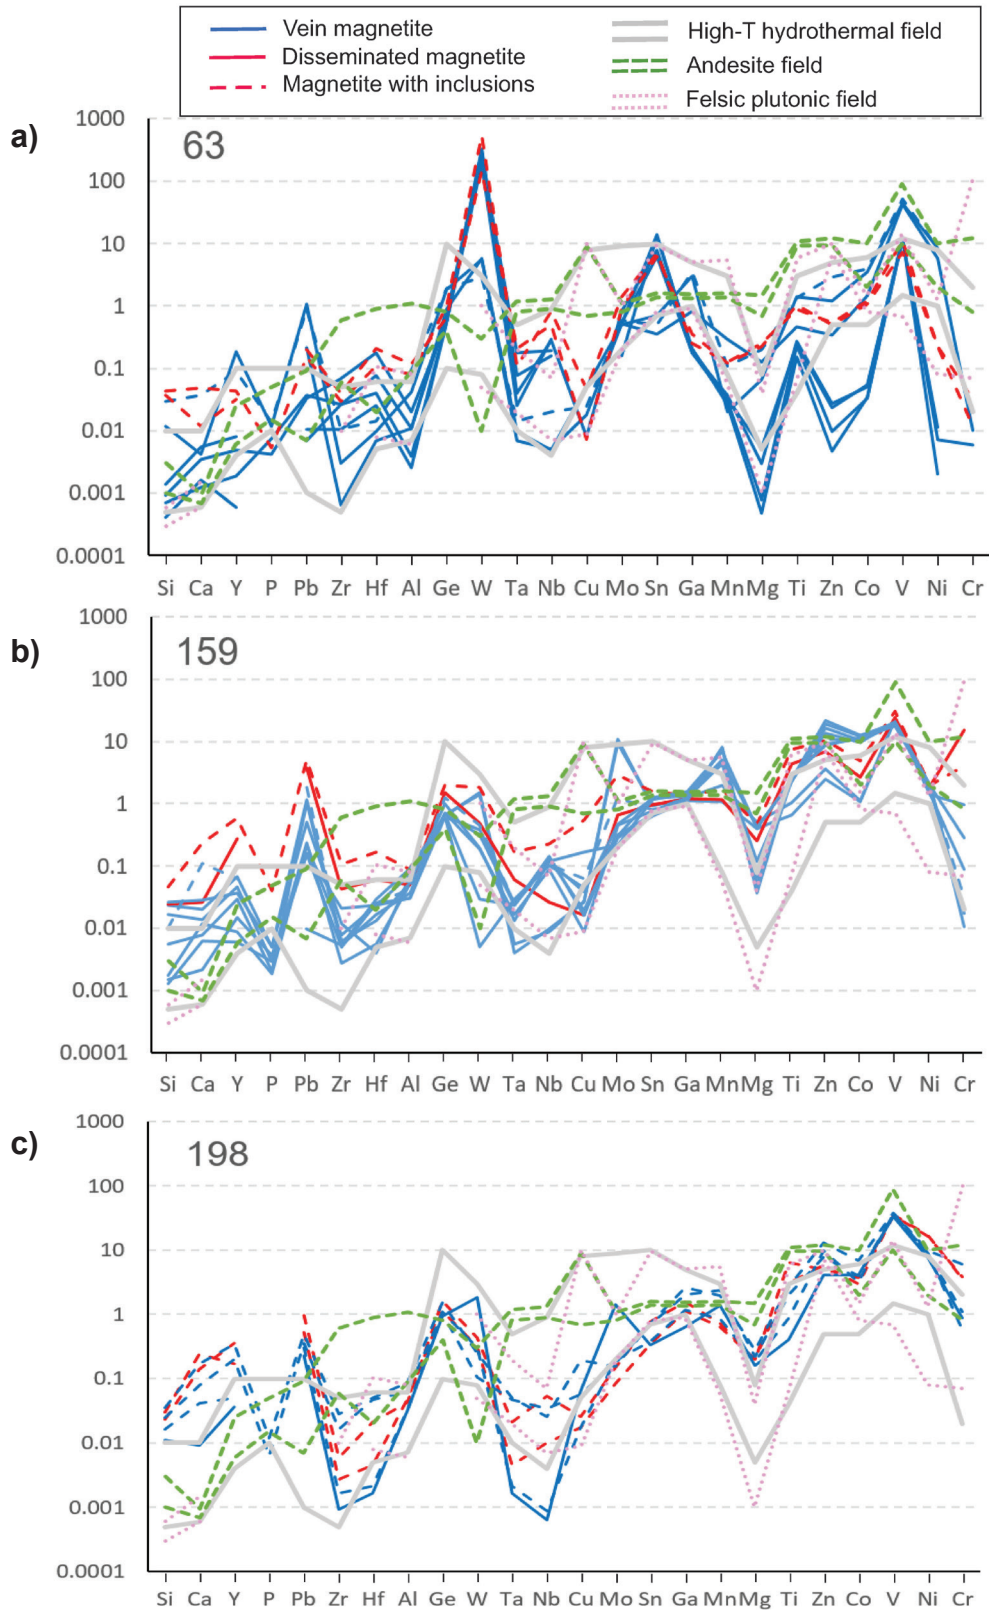 Vein magnetite
Disseminated magnetite
Magnetite with inclusions
High-T hydrothermal field
Andesite field
Felsic plutonic field
a)
63
1000
100
10
1
0.1
0.01
0.001
0.0001
Si Ca Y P Pb Zr Hf Al Ge W Ta Nb Cu Mo Sn Ga Mn Mg Ti Zn Co V Ni Cr
b)
159
1000
100
10
1
0.1
0.01
0.001
0.0001
Si Ca Y P Pb Zr Hf Al Ge W Ta Nb Cu Mo Sn Ga Mn Mg Ti Zn Co V Ni Cr
c)
198
1000
100
10
1
0.1
0.01
0.001
0.0001
Si Ca Y P Pb Zr Hf Al Ge W Ta Nb Cu Mo Sn Ga Mn Mg Ti Zn Co V Ni Cr